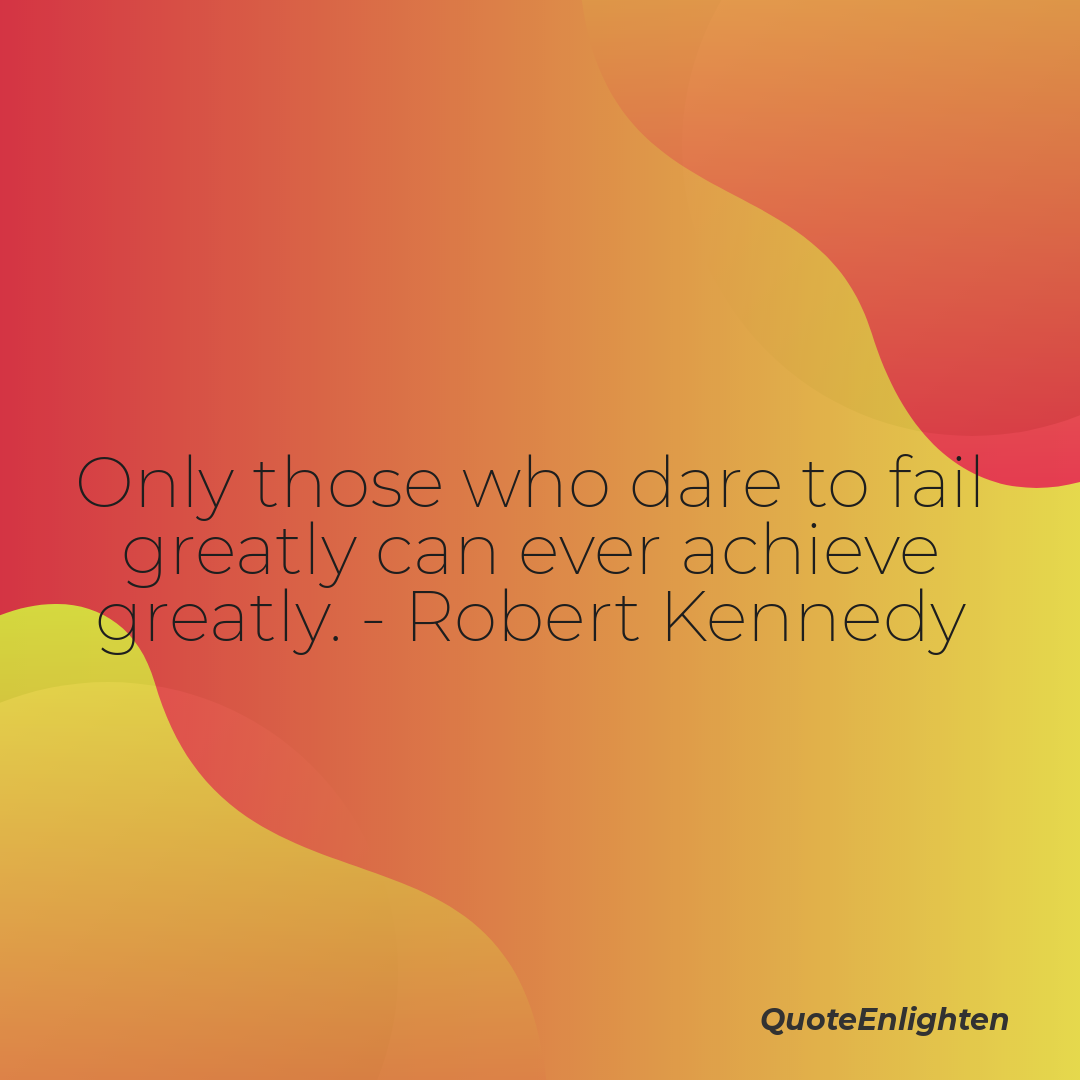 Only those who dare to fail
greatly can ever achieve
greatly. - Robert Kennedy
QuoteEnlighten